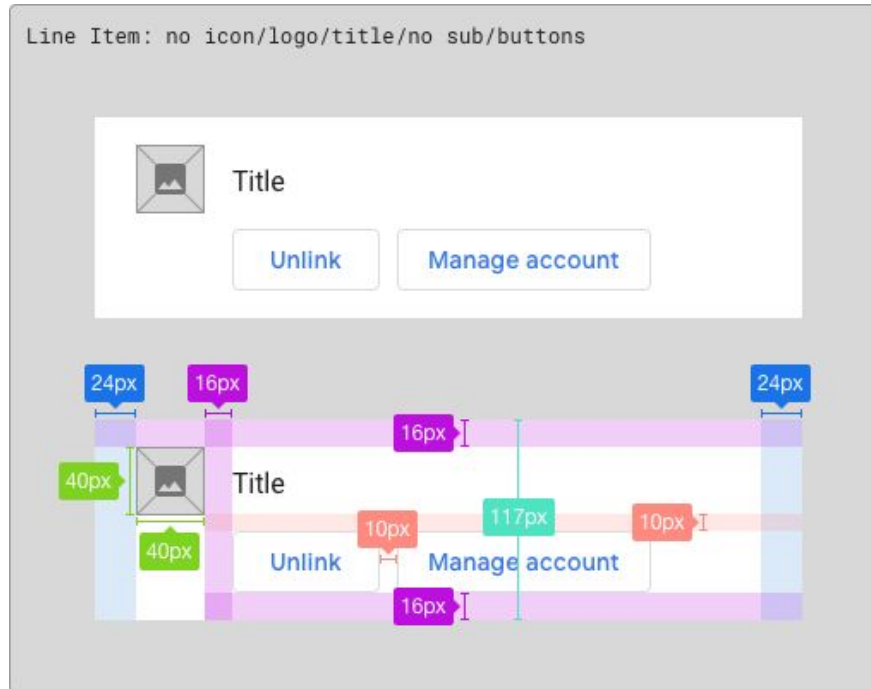 Line Item: no icon/logo/title/no sub/buttons
Title
Unlink Manage account
24px 16px 24px
16px
40px Title
117px 10px
10px
40px Unlink Manage account
16px